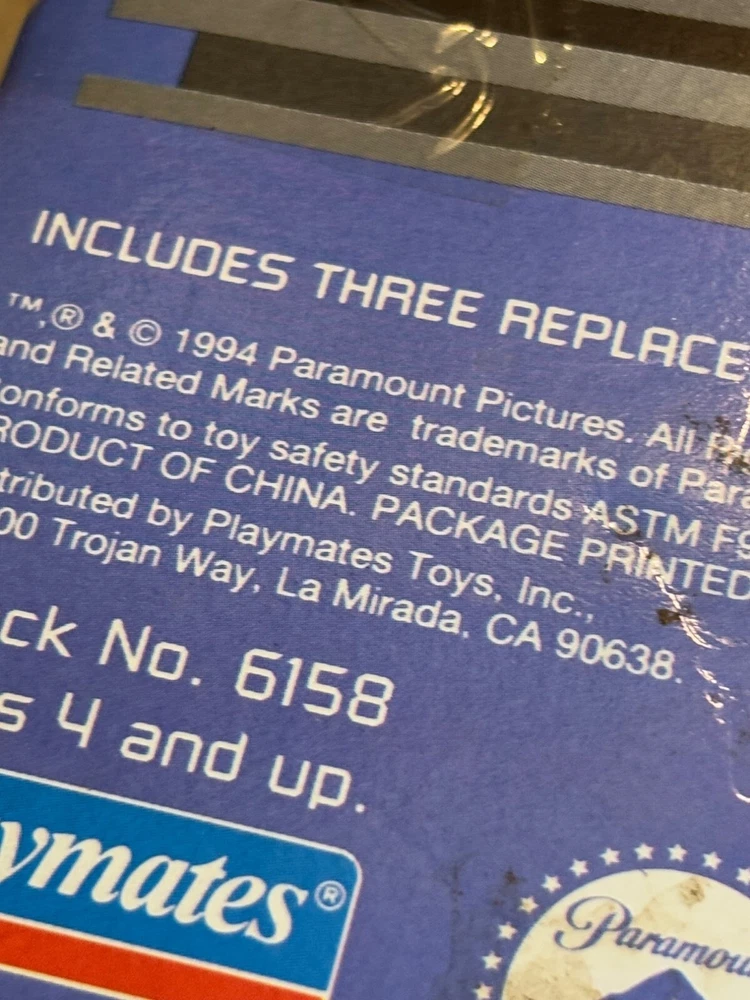 INCLUDES THREE REPLACE
™,® & © 1994 Paramount Pictures. All
and Related Marks are trademarks of Par
onforms to toy safety standards ASTM F9
RODUCT OF CHINA. PACKAGE PRINTED
tributed by Playmates Toys, Inc.,
00 Trojan Way, La Mirada, CA 90638.
ck No. 6158
s 4 and up.
ymates®
Paramou